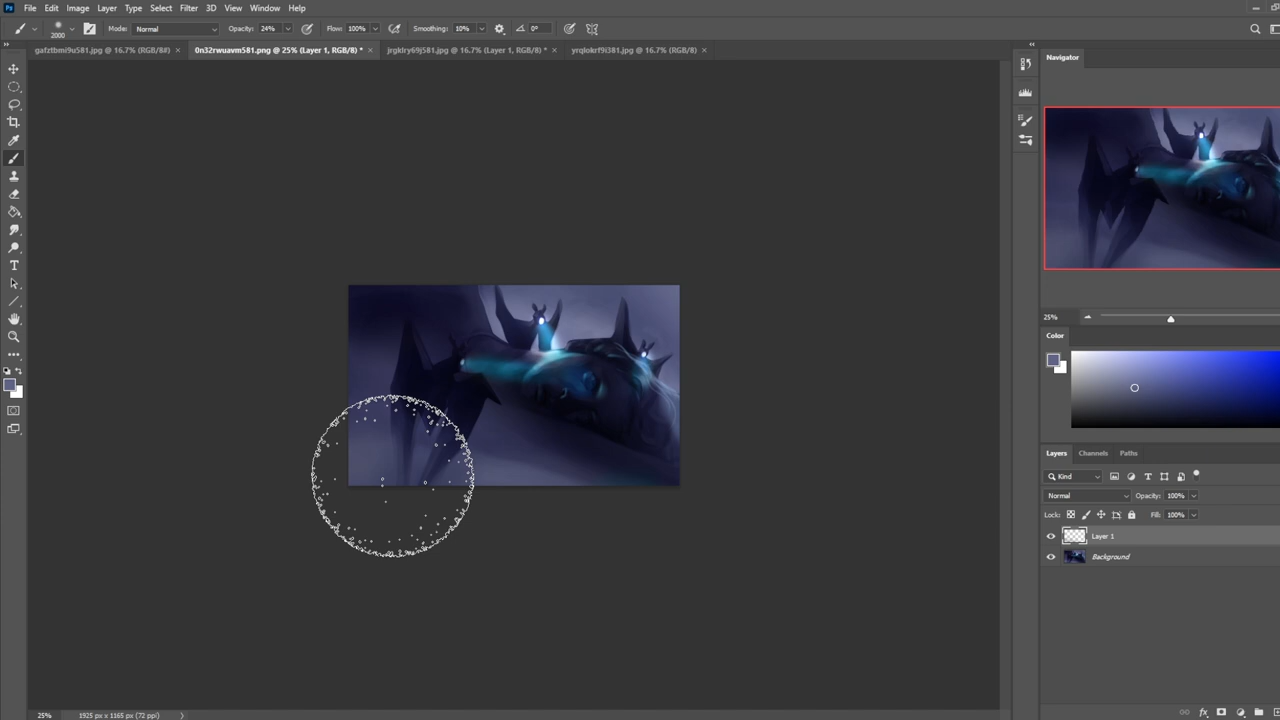 File Edit Image Layer Type Select Filter 3D View Window Help
2000 Mode: Normal Opacity: 24% Flow: 100% Smoothing: 10% 0°
gafztbmi9u581.jpg @ 16.7% (RGB/8#) × 0n32rwuavm581.png @ 25% (Layer 1, RGB/8) * × jrgklry69j581.jpg @ 16.7% (Layer 1, RGB/8) * × yrqlokrf9i381.jpg @ 16.7% (RGB/8) ×
Navigator
25%
Color
Layers Channels Paths
Kind
Normal Opacity: 100%
Lock: Fill: 100%
Layer 1
Background
25% 1925 px x 1165 px (72 ppi)